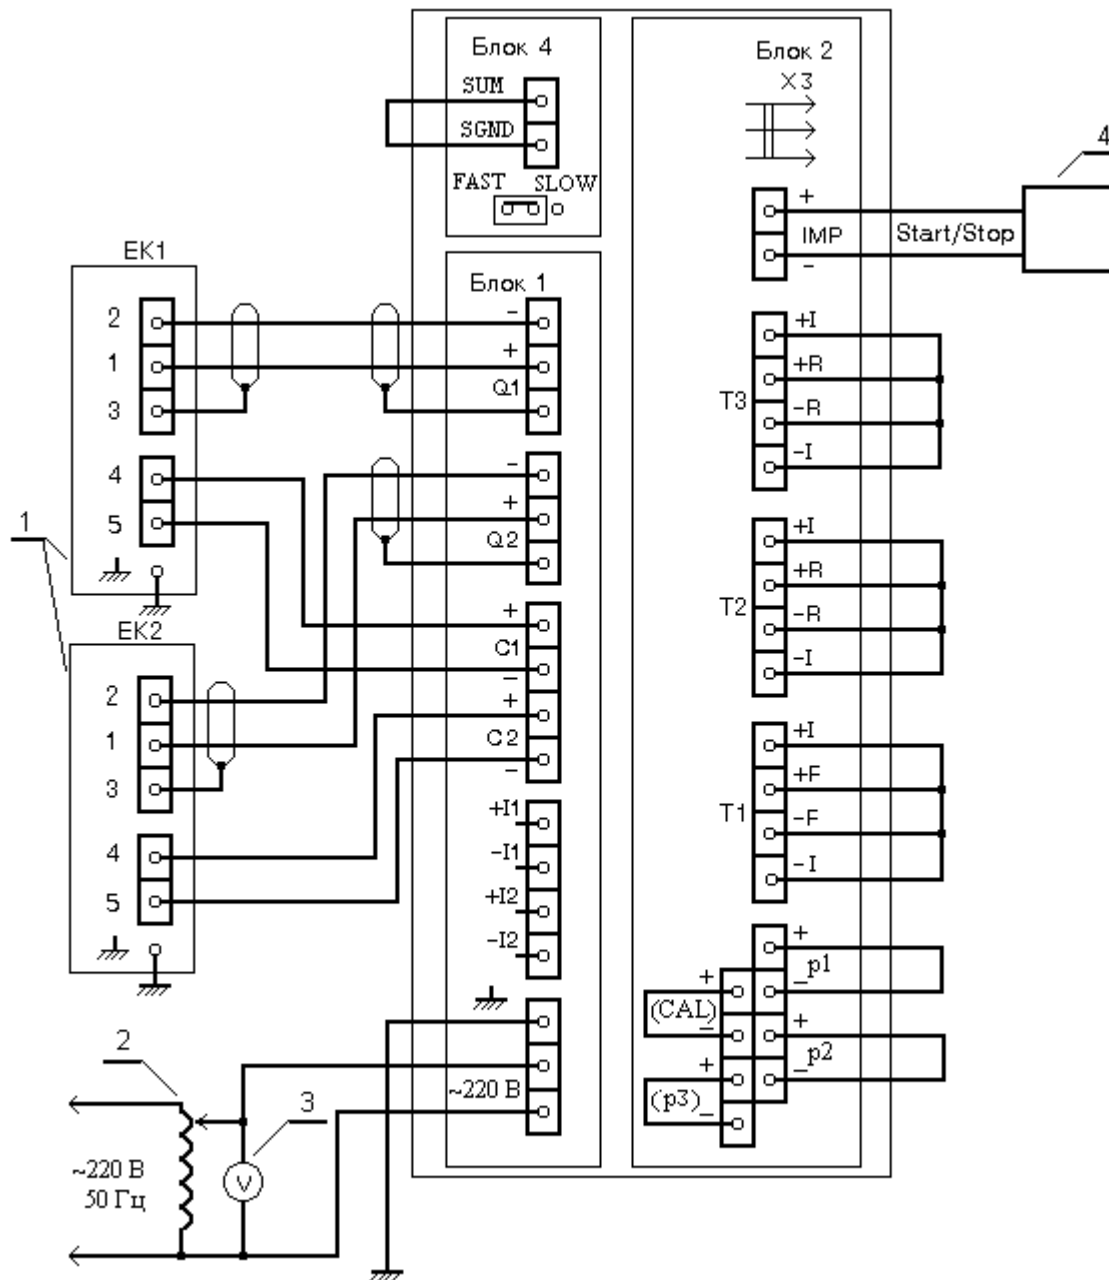 Блок 4
SUM
SGND
FAST SLOW
Блок 2
X3
+
IMP
-
Start/Stop
4
EK1
2
1
3
4
5
Блок 1
-
+
Q1
-
+
Q2
+
C1
-
+
C2
-
+I1
-I1
+I2
-I2
~220 В
1
EK2
2
1
3
4
5
+I
+R
T3
-R
-I
+I
+R
T2
-R
-I
+I
+F
T1
-F
-I
+
-p1
+
-p2
+
(CAL)
-
+
(p3)
-
2
3
V
~220 В
50 Гц